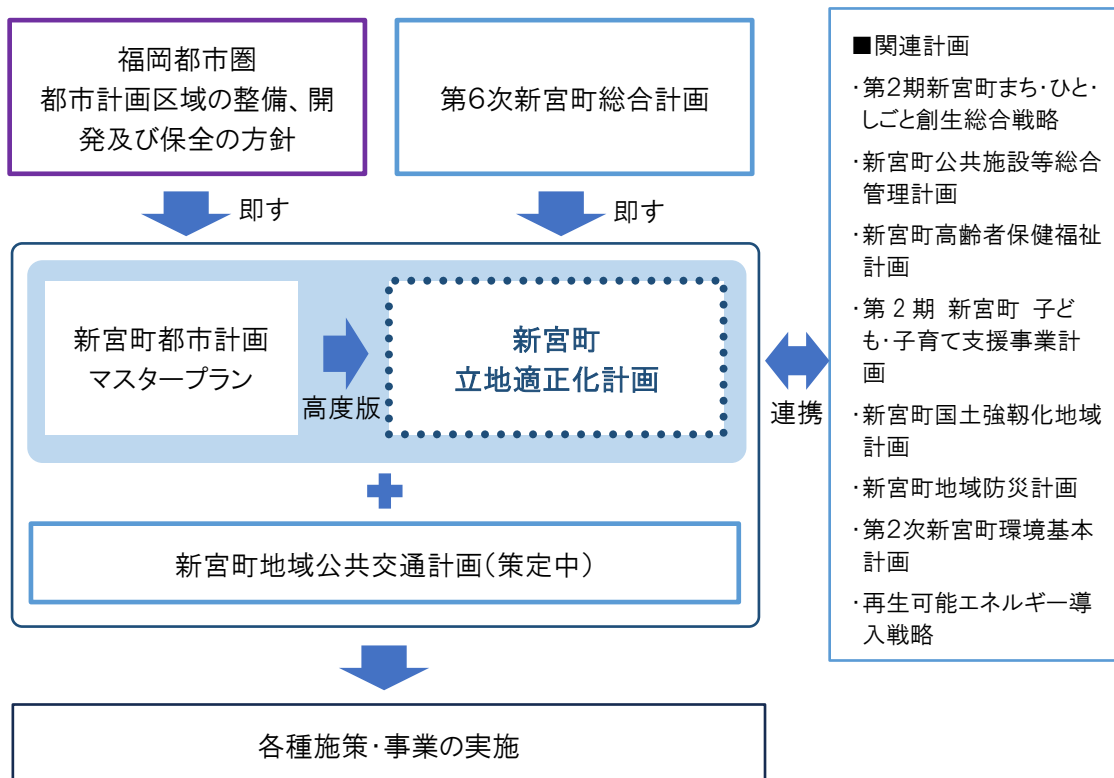 福岡都市圏
都市計画区域の整備、開
発及び保全の方針
第6次新宮町総合計画
即す
即す
新宮町都市計画
マスタープラン
高度版
新宮町
立地適正化計画
新宮町地域公共交通計画(策定中)
各種施策・事業の実施
連携
■関連計画
・第2期新宮町まち・ひと・
しごと創生総合戦略
・新宮町公共施設等総合
管理計画
・新宮町高齢者保健福祉
計画
・第2期 新宮町 子ど
も・子育て支援事業計
画
・新宮町国土強靱化地域
計画
・新宮町地域防災計画
・第2次新宮町環境基本
計画
・再生可能エネルギー導
入戦略